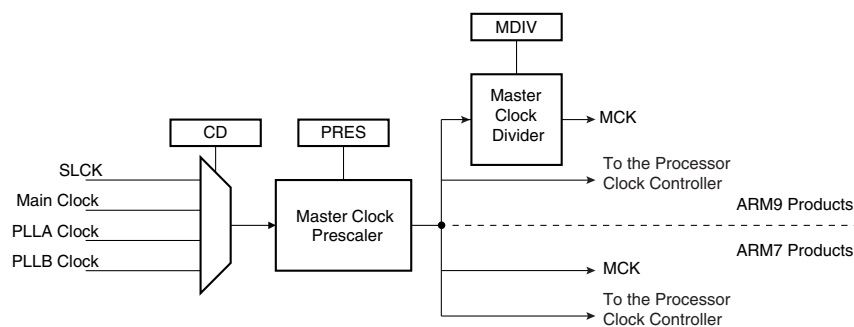 MDIV
Master
Clock
Divider
MCK
CD
PRES
SLCK
Main Clock
PLLA Clock
PLLB Clock
Master Clock
Prescaler
To the Processor
Clock Controller
ARM9 Products
ARM7 Products
MCK
To the Processor
Clock Controller